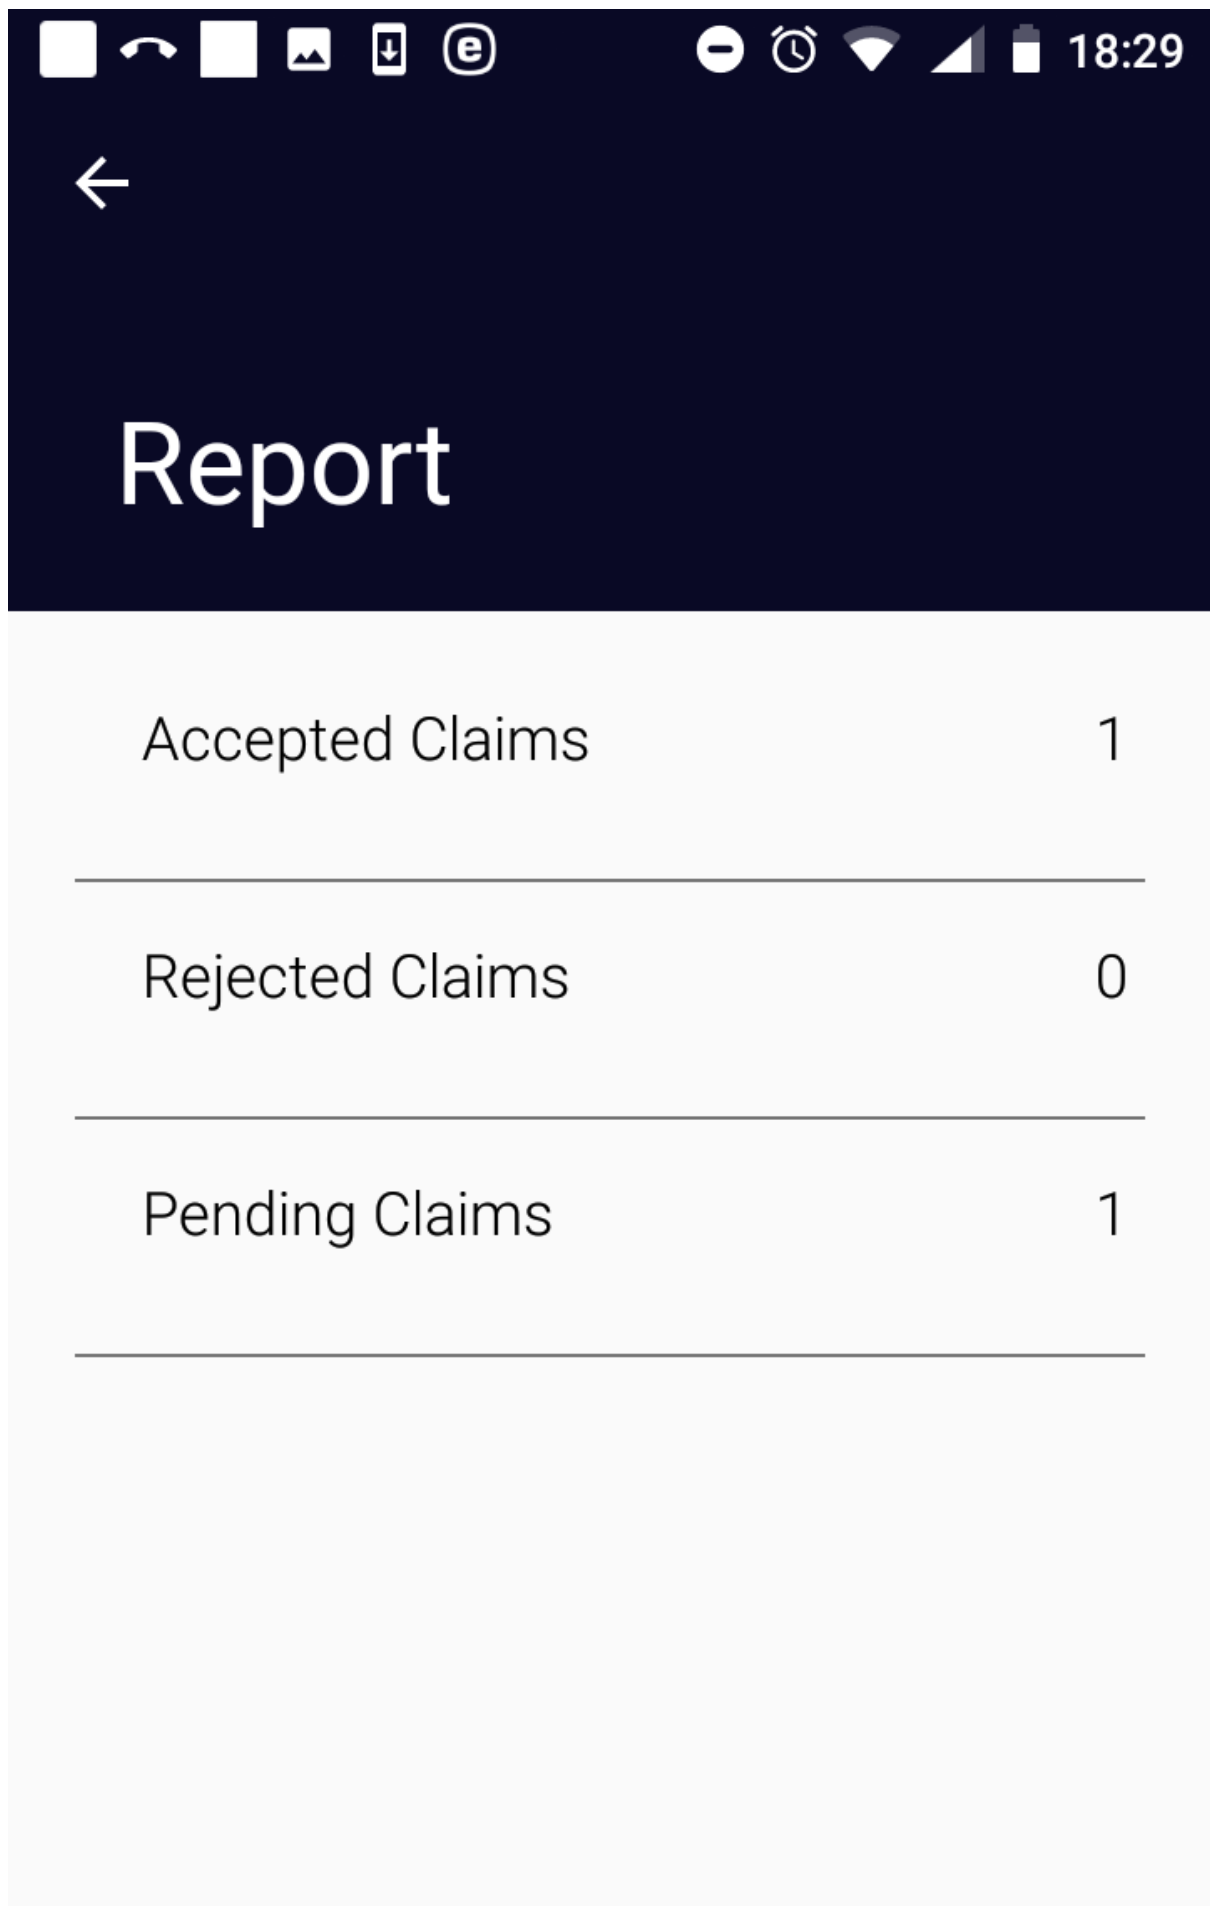 18:29
Report
Accepted Claims 1
Rejected Claims 0
Pending Claims 1